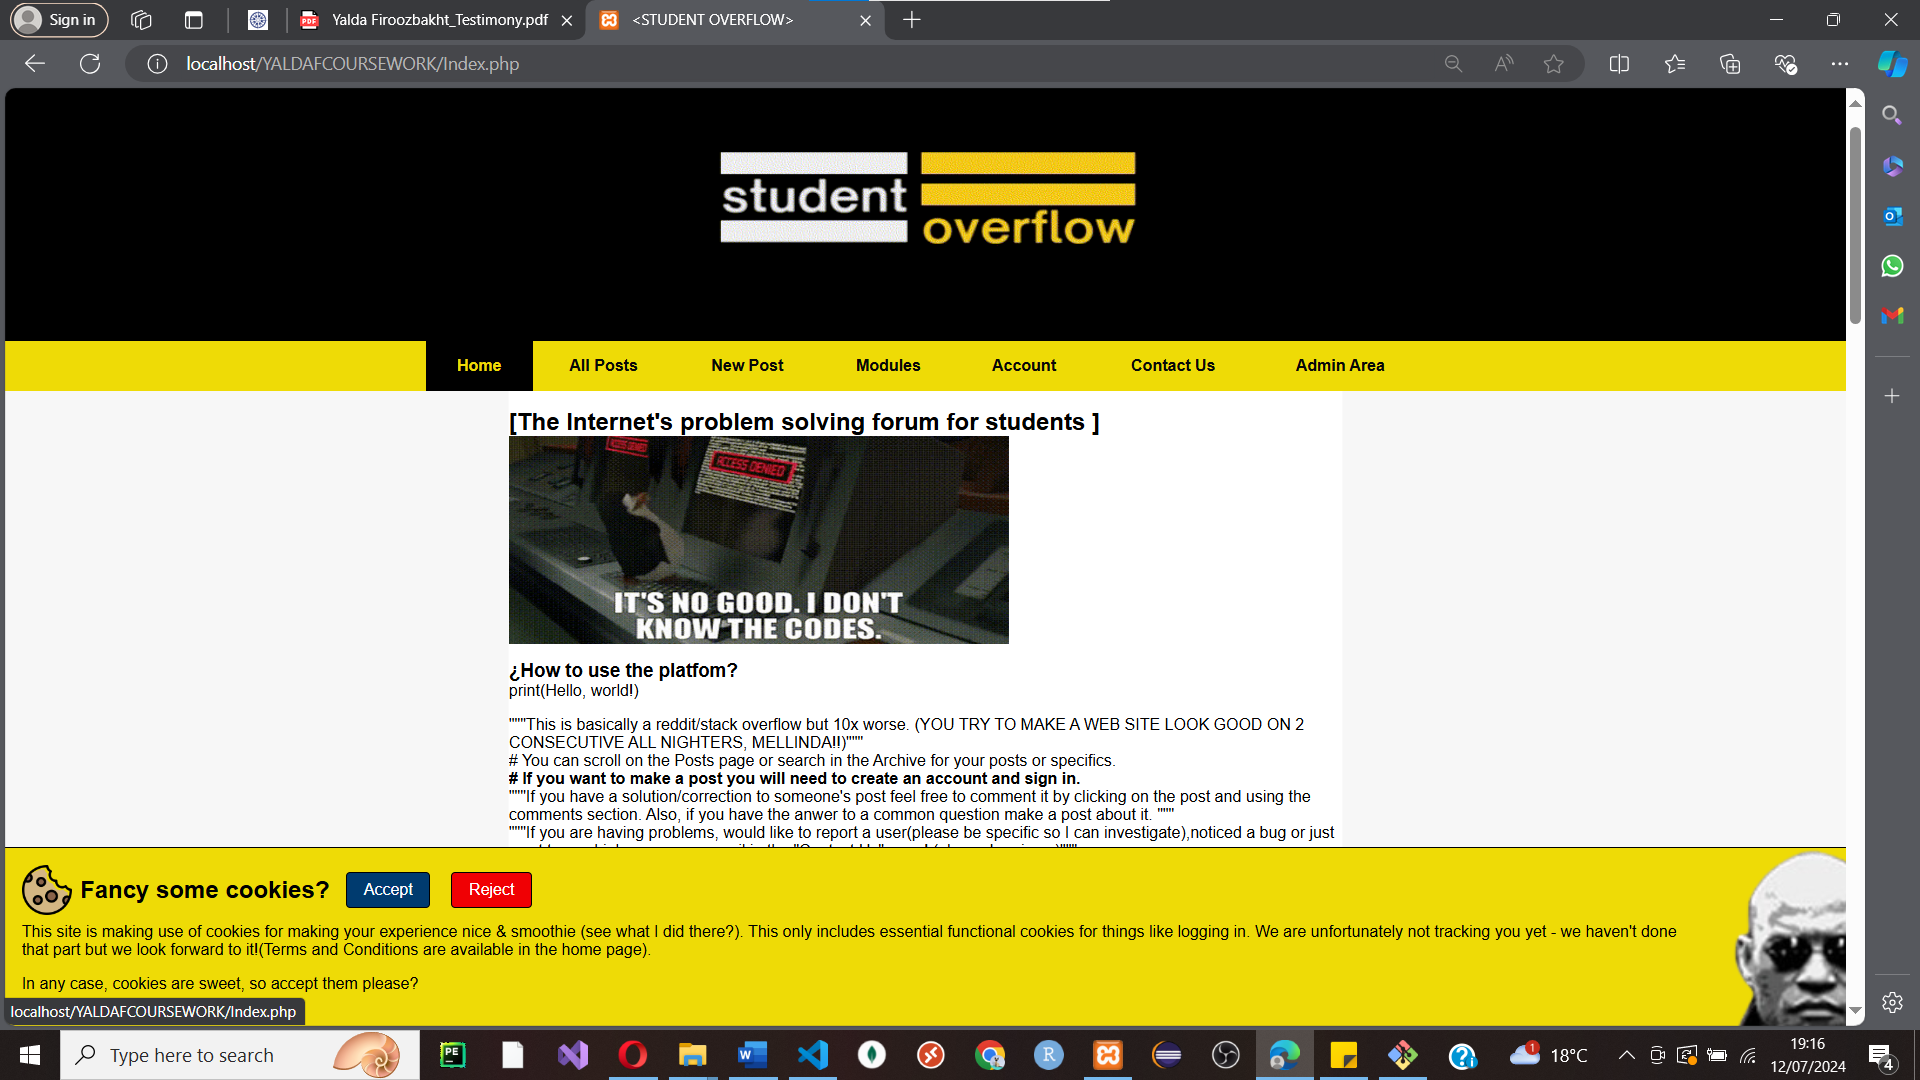 Sign in
Yalda Firoozbakht_Testimony.pdf
<STUDENT OVERFLOW>
localhost/YALDAFCOURSEWORK/Index.php
student
overflow
Home All Posts New Post Modules Account Contact Us Admin Area
[The Internet's problem solving forum for students ]
ACCESS DENIED
IT'S NO GOOD. I DON'T
KNOW THE CODES.
¿How to use the platfom?
print(Hello, world!)
"""This is basically a reddit/stack overflow but 10x worse. (YOU TRY TO MAKE A WEB SITE LOOK GOOD ON 2
CONSECUTIVE ALL NIGHTERS, MELLINDA!!)"""
# You can scroll on the Posts page or search in the Archive for your posts or specifics.
# If you want to make a post you will need to create an account and sign in.
"""If you have a solution/correction to someone's post feel free to comment it by clicking on the post and using the
comments section. Also, if you have the anwer to a common question make a post about it. """
"""If you are having problems, would like to report a user(please be specific so I can investigate),noticed a bug or just
Fancy some cookies? Accept Reject
This site is making use of cookies for making your experience nice & smoothie (see what I did there?). This only includes essential functional cookies for things like logging in. We are unfortunately not tracking you yet - we haven't done
that part but we look forward to it!(Terms and Conditions are available in the home page).
In any case, cookies are sweet, so accept them please?
localhost/YALDAFCOURSEWORK/Index.php
Type here to search
18°C
19:16
12/07/2024
4